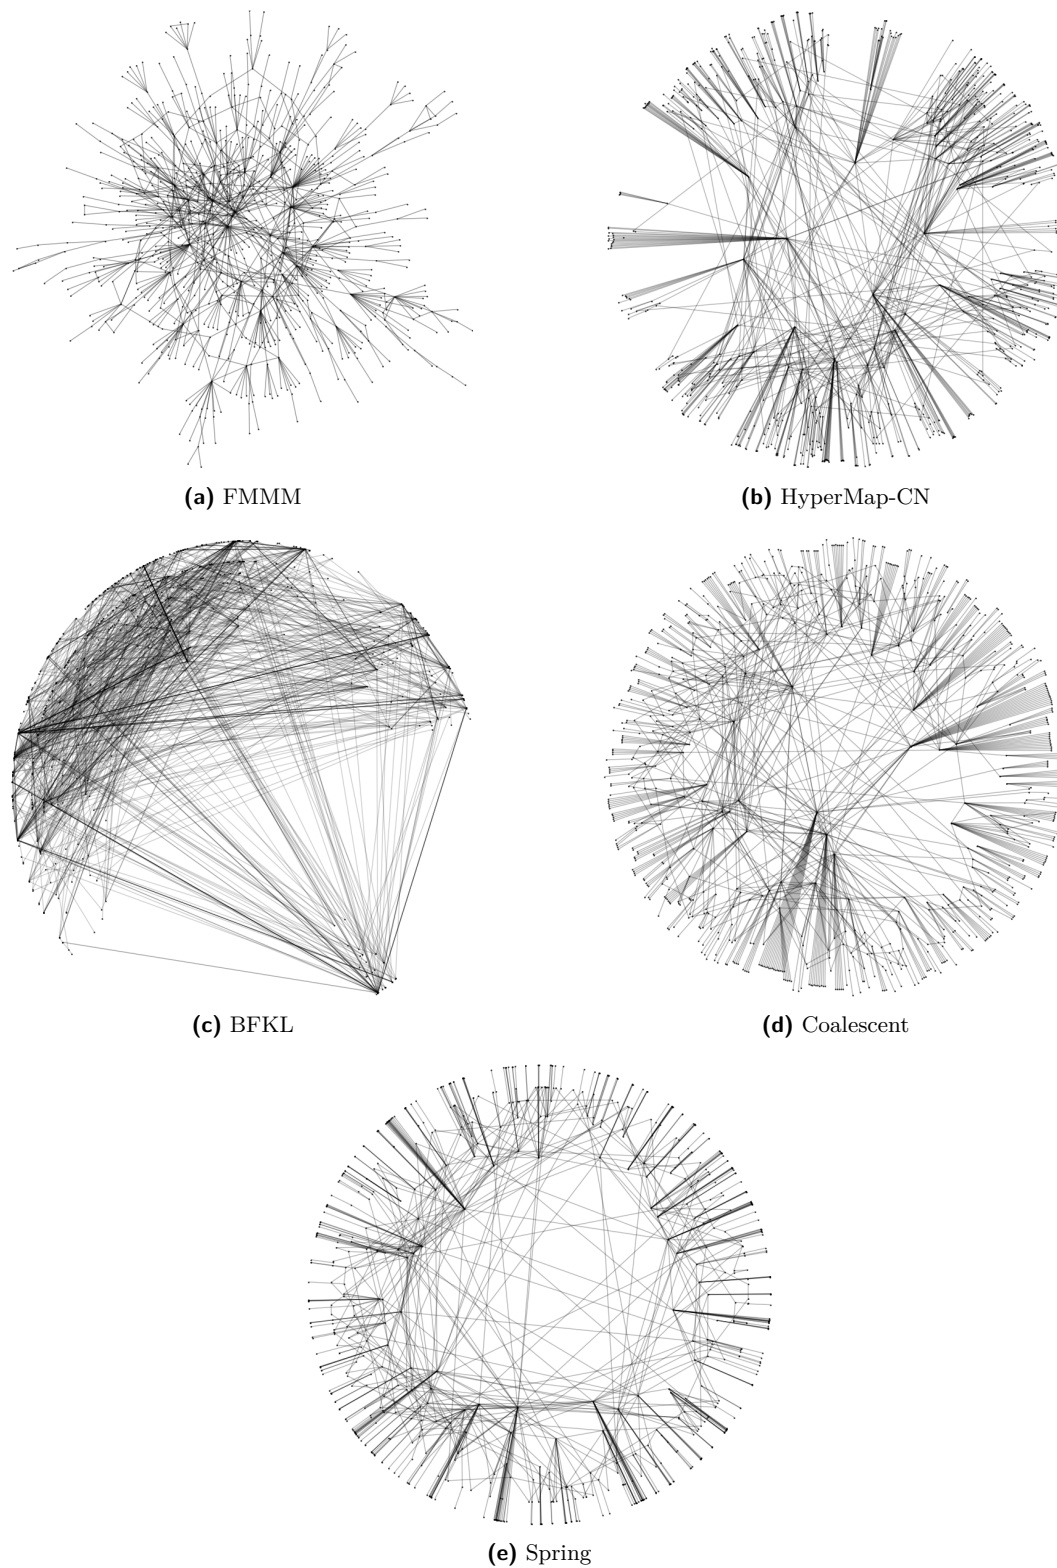 (a) FMMM
(b) HyperMap-CN
(c) BFKL
(d) Coalescent
(e) Spring